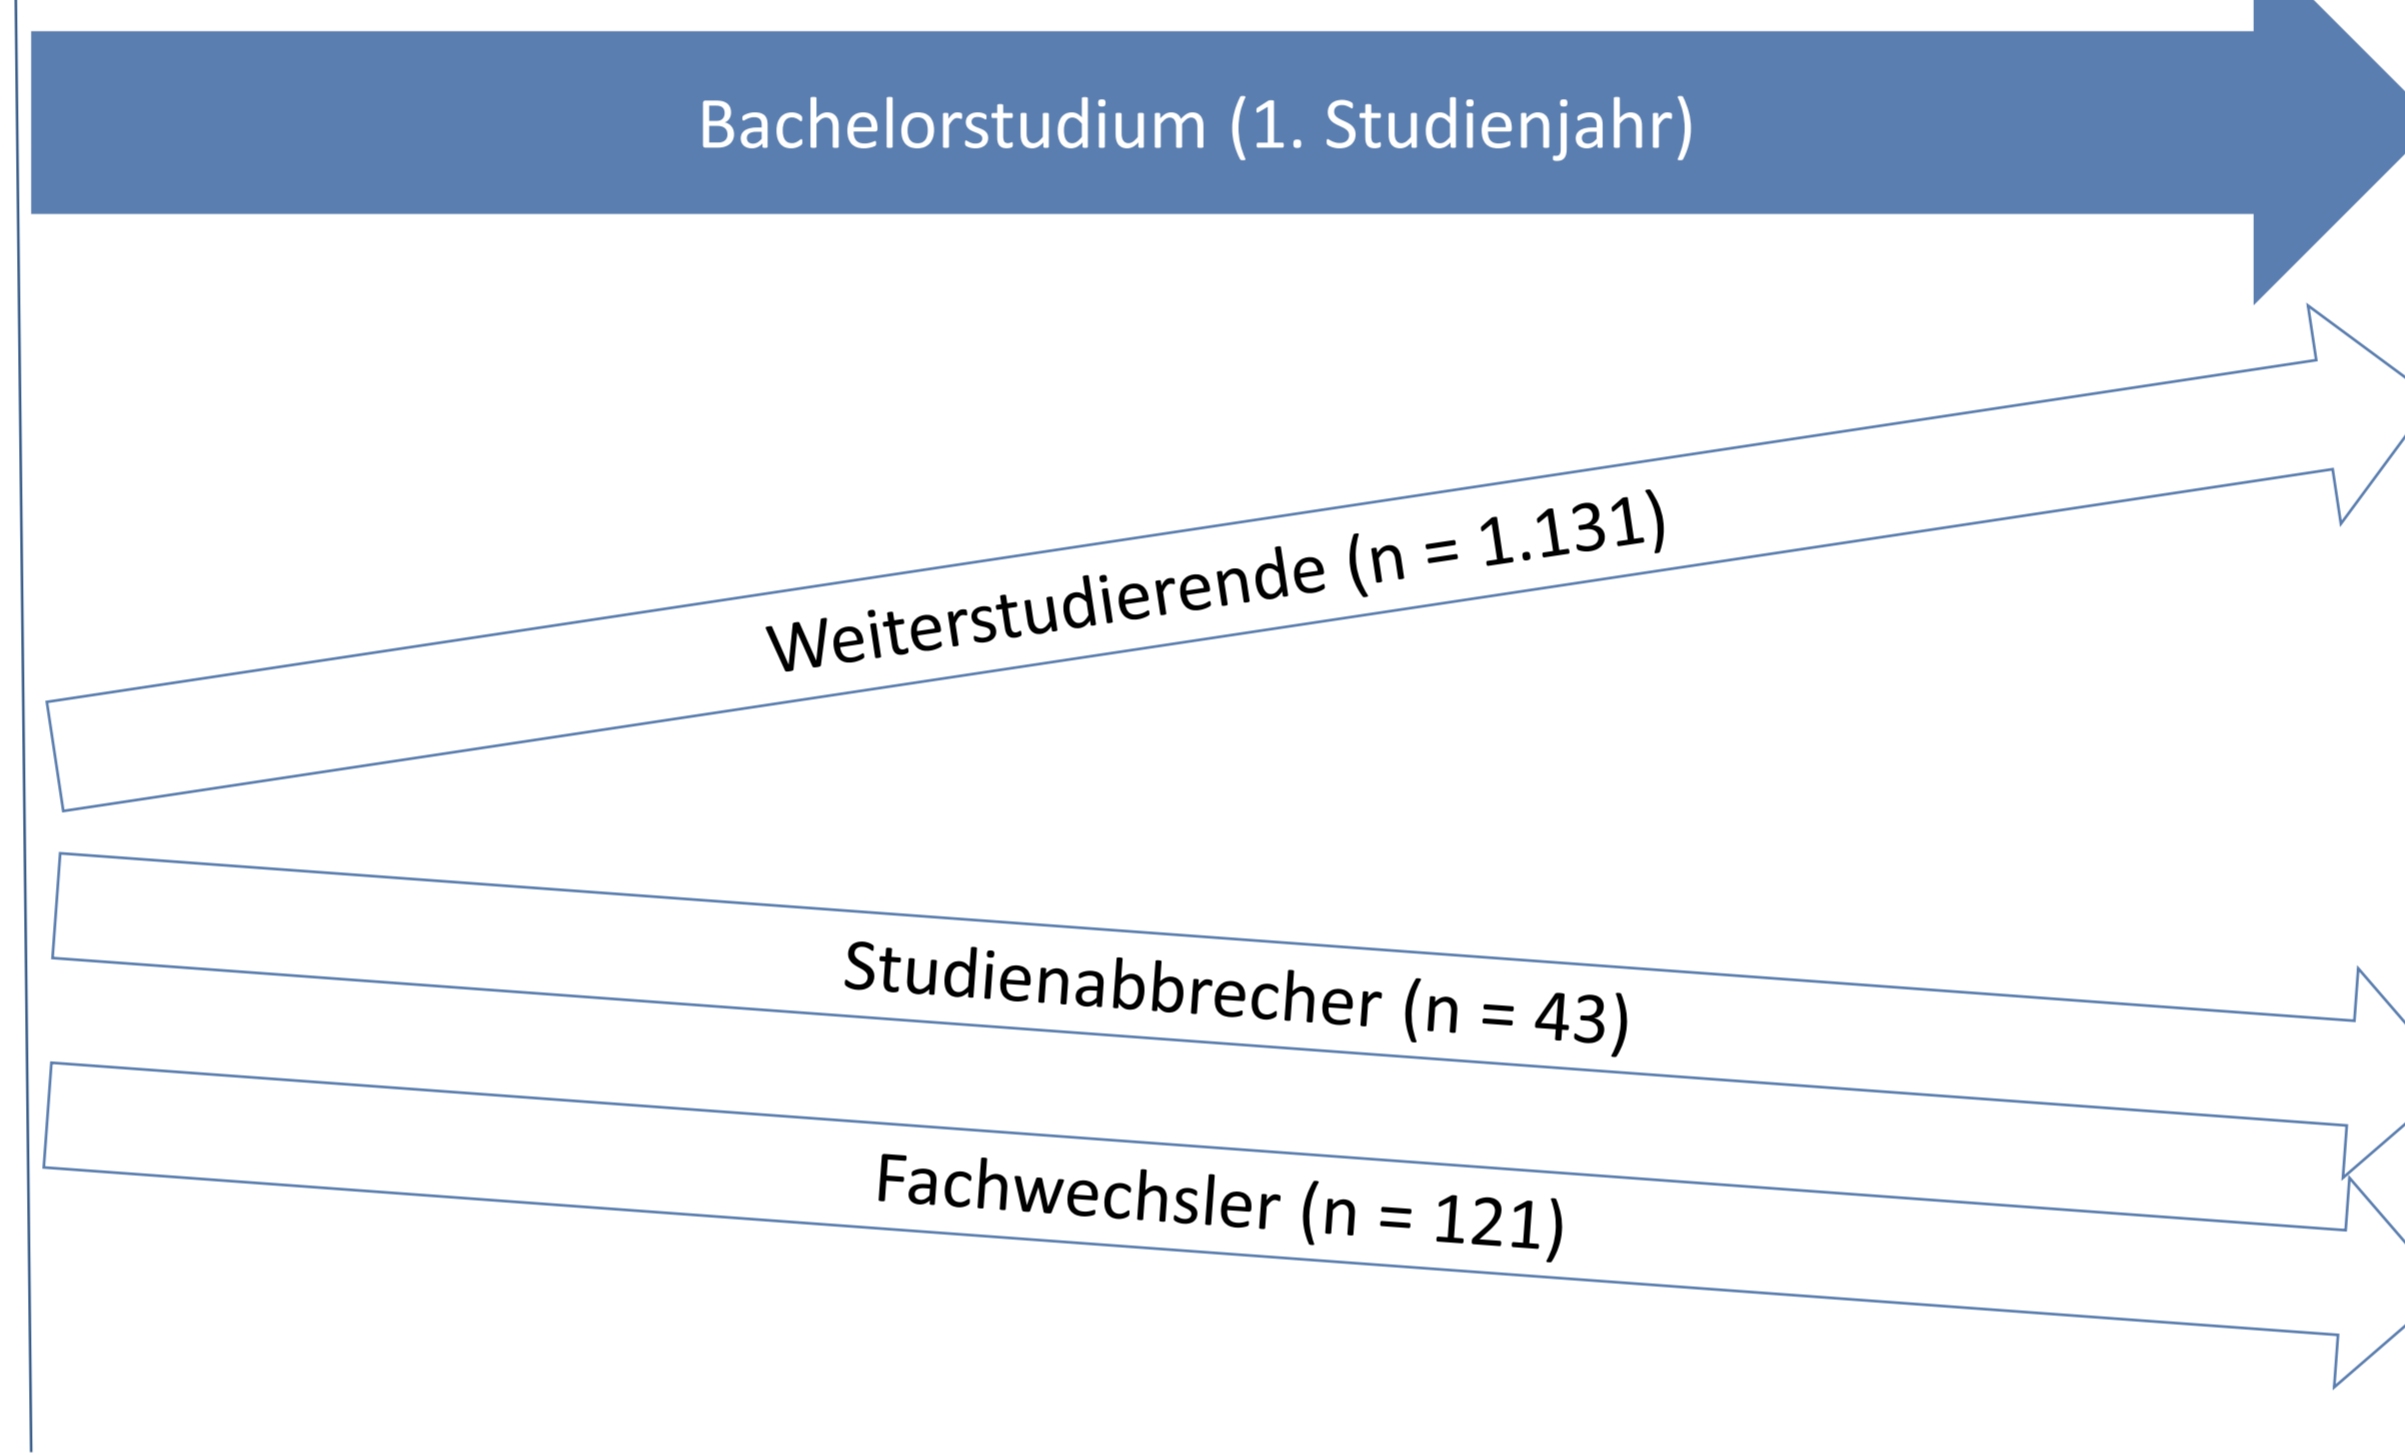 Bachelorstudium (1. Studienjahr)
Weiterstudierende (n = 1.131)
Studienabbrecher (n = 43)
Fachwechsler (n = 121)